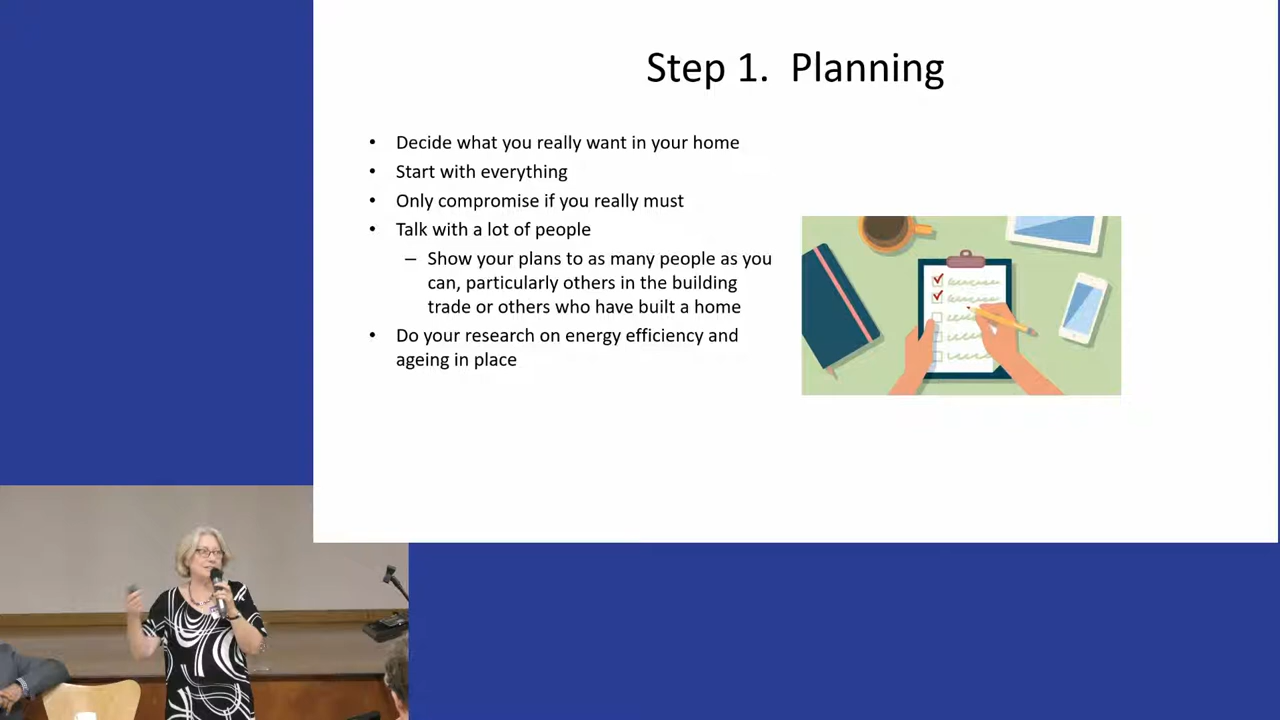 Step 1.  Planning
• Decide what you really want in your home
• Start with everything
• Only compromise if you really must
• Talk with a lot of people
– Show your plans to as many people as you
can, particularly others in the building
trade or others who have built a home
• Do your research on energy efficiency and
ageing in place